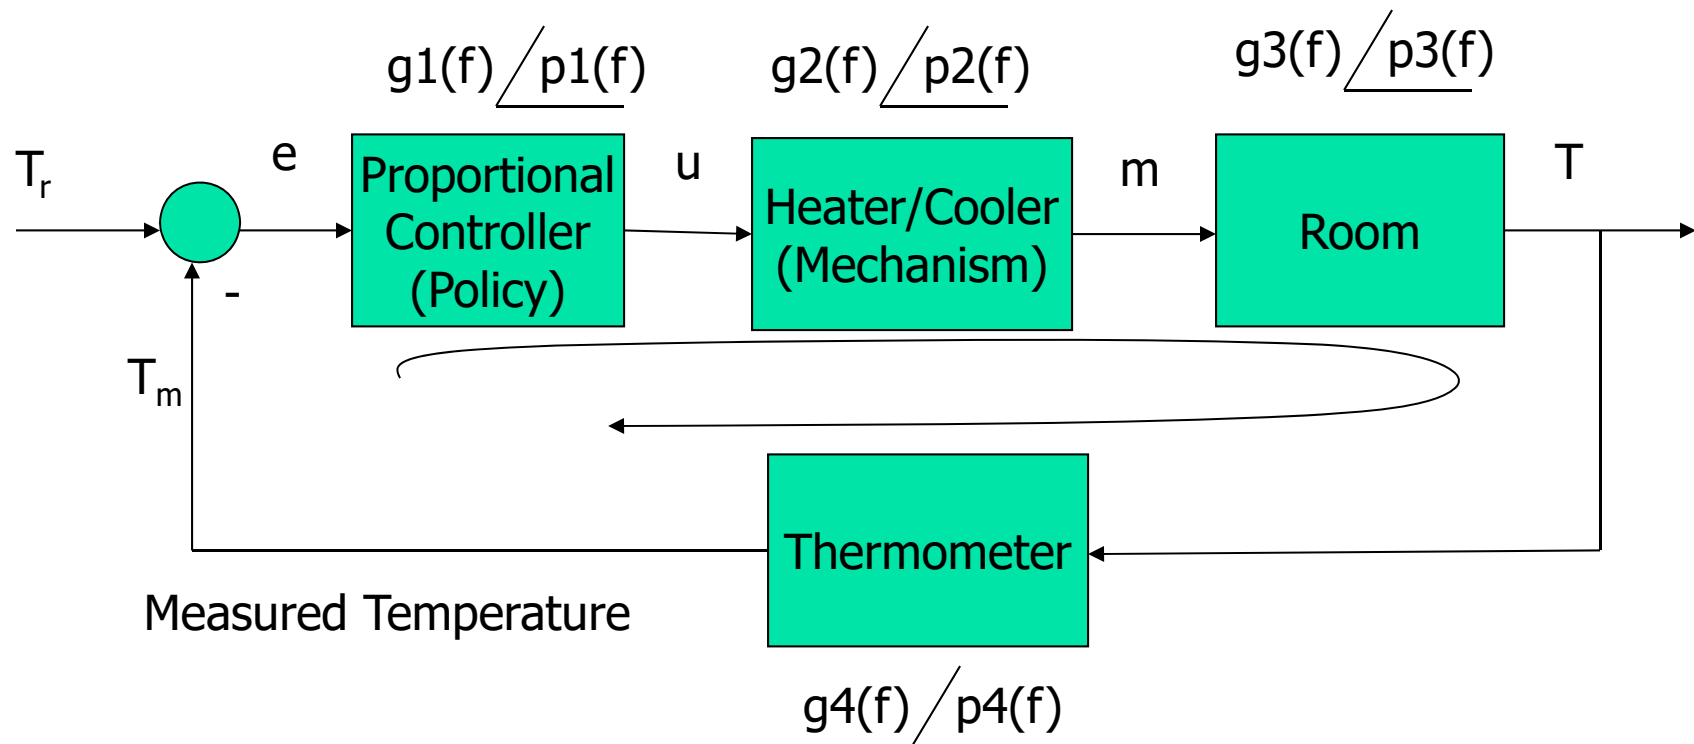 g1(f) p1(f)
g2(f) p2(f)
g3(f) p3(f)
Tr
e
Proportional
Controller
(Policy)
u
Heater/Cooler
(Mechanism)
m
Room
T
-
Tm
Thermometer
Measured Temperature
g4(f) p4(f)